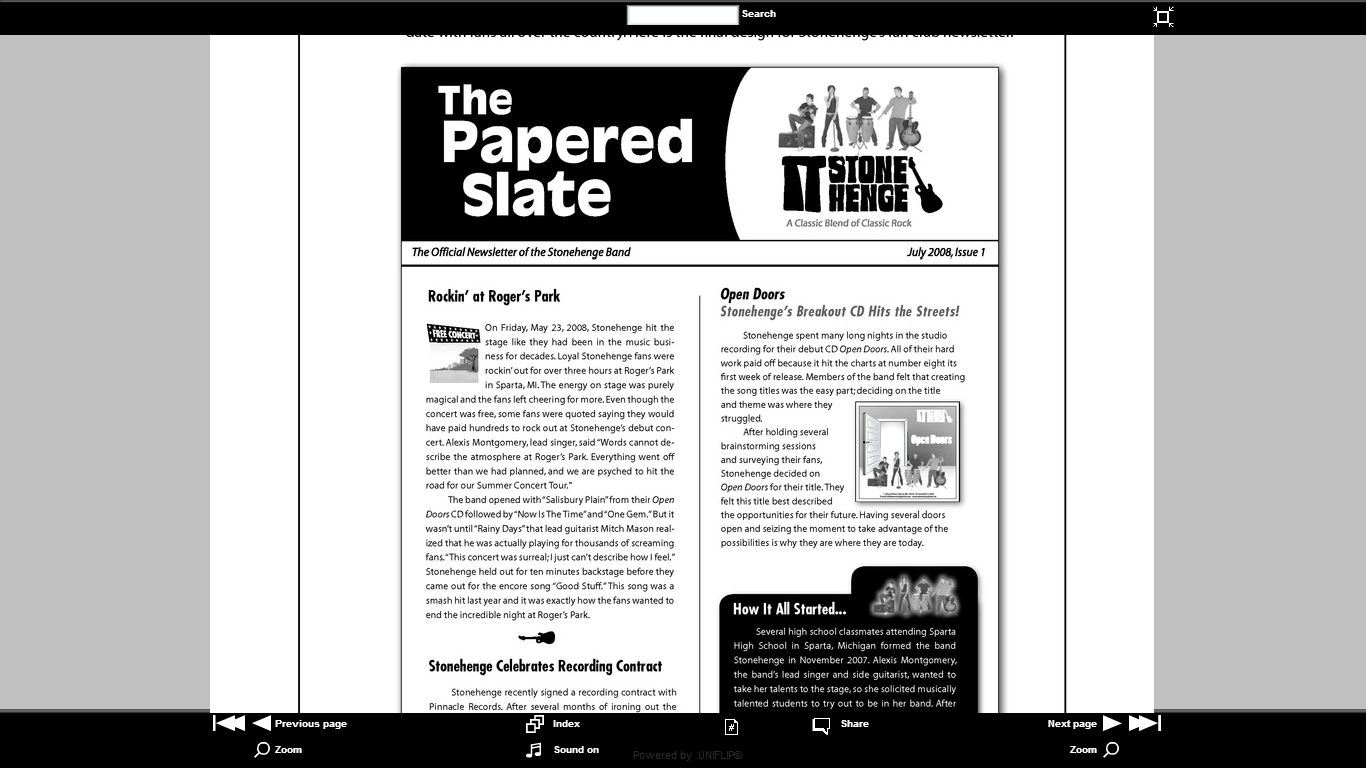 Search
date with fans all over the country. Here is the final design for Stonehenge's fan club newsletter.
The
Papered
Slate
STONE
HENGE
A Classic Blend of Classic Rock
The Official Newsletter of the Stonehenge Band
July 2008, Issue 1
Rockin' at Roger's Park
FREE CONCERT
On Friday, May 23, 2008, Stonehenge hit the
stage like they had been in the music busi-
ness for decades. Loyal Stonehenge fans were
rockin' out for over three hours at Roger's Park
in Sparta, MI. The energy on stage was purely
magical and the fans left cheering for more. Even though the
concert was free, some fans were quoted saying they would
have paid hundreds to rock out at Stonehenge's debut con-
cert. Alexis Montgomery, lead singer, said "Words cannot de-
scribe the atmosphere at Roger's Park. Everything went off
better than we had planned, and we are psyched to hit the
road for our Summer Concert Tour."
The band opened with "Salisbury Plain" from their Open
Doors CD followed by "Now Is The Time" and "One Gem." But it
wasn't until "Rainy Days" that lead guitarist Mitch Mason real-
ized that he was actually playing for thousands of screaming
fans. "This concert was surreal; I just can't describe how I feel."
Stonehenge held out for ten minutes backstage before they
came out for the encore song "Good Stuff." This song was a
smash hit last year and it was exactly how the fans wanted to
end the incredible night at Roger's Park.
Stonehenge Celebrates Recording Contract
Stonehenge recently signed a recording contract with
Pinnacle Records. After several months of ironing out the
Open Doors
Stonehenge's Breakout CD Hits the Streets!
Stonehenge spent many long nights in the studio
recording for their debut CD Open Doors. All of their hard
work paid off because it hit the charts at number eight its
first week of release. Members of the band felt that creating
the song titles was the easy part; deciding on the title
and theme was where they
struggled.
After holding several
brainstorming sessions
and surveying their fans,
Stonehenge decided on
Open Doors for their title. They
felt this title best described
the opportunities for their future. Having several doors
open and seizing the moment to take advantage of the
possibilities is why they are where they are today.
Open Doors
How It All Started...
Several high school classmates attending Sparta
High School in Sparta, Michigan formed the band
Stonehenge in November 2007. Alexis Montgomery,
the band's lead singer and side guitarist, wanted to
take her talents to the stage, so she solicited musically
talented students to try out to be in her band. After
Previous page
Index
#
Share
Next page
Zoom
Sound on
Powered by UNIFLIP®
Zoom